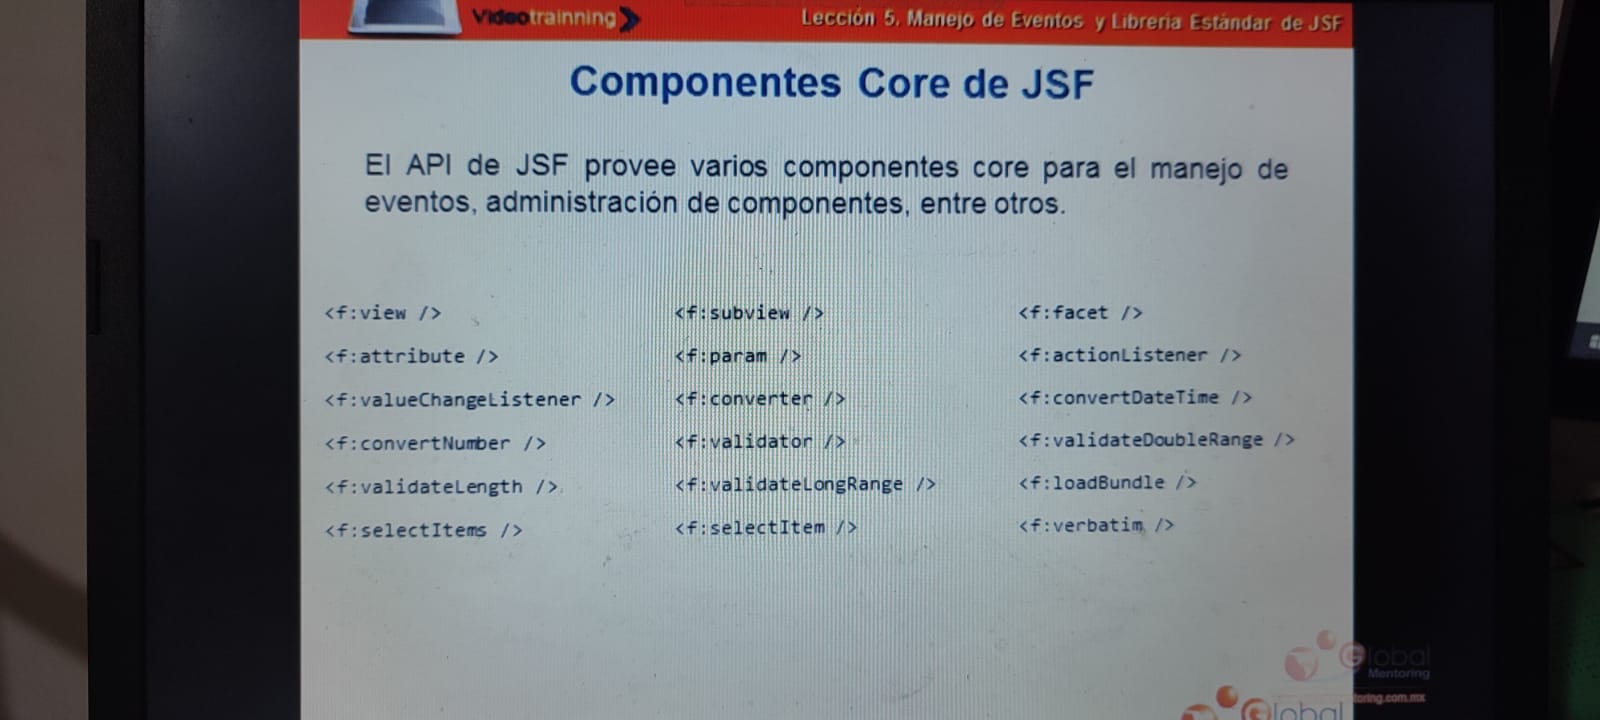 Videotrainning
Lección 5. Manejo de Eventos y Libreria Estándar de JSF
Componentes Core de JSF
El API de JSF provee varios componentes core para el manejo de
eventos, administración de componentes, entre otros.
<f:view /> <f:subview /> <f:facet />
<f:attribute /> <f:param /> <f:actionListener />
<f:valueChangeListener /> <f:converter /> <f:convertDateTime />
<f:convertNumber /> <f:validator /> <f:validateDoubleRange />
<f:validateLength /> <f:validateLongRange /> <f:loadBundle />
<f:selectItems /> <f:selectItem /> <f:verbatim />
Global
Mentoring
toring.com.mx
Global